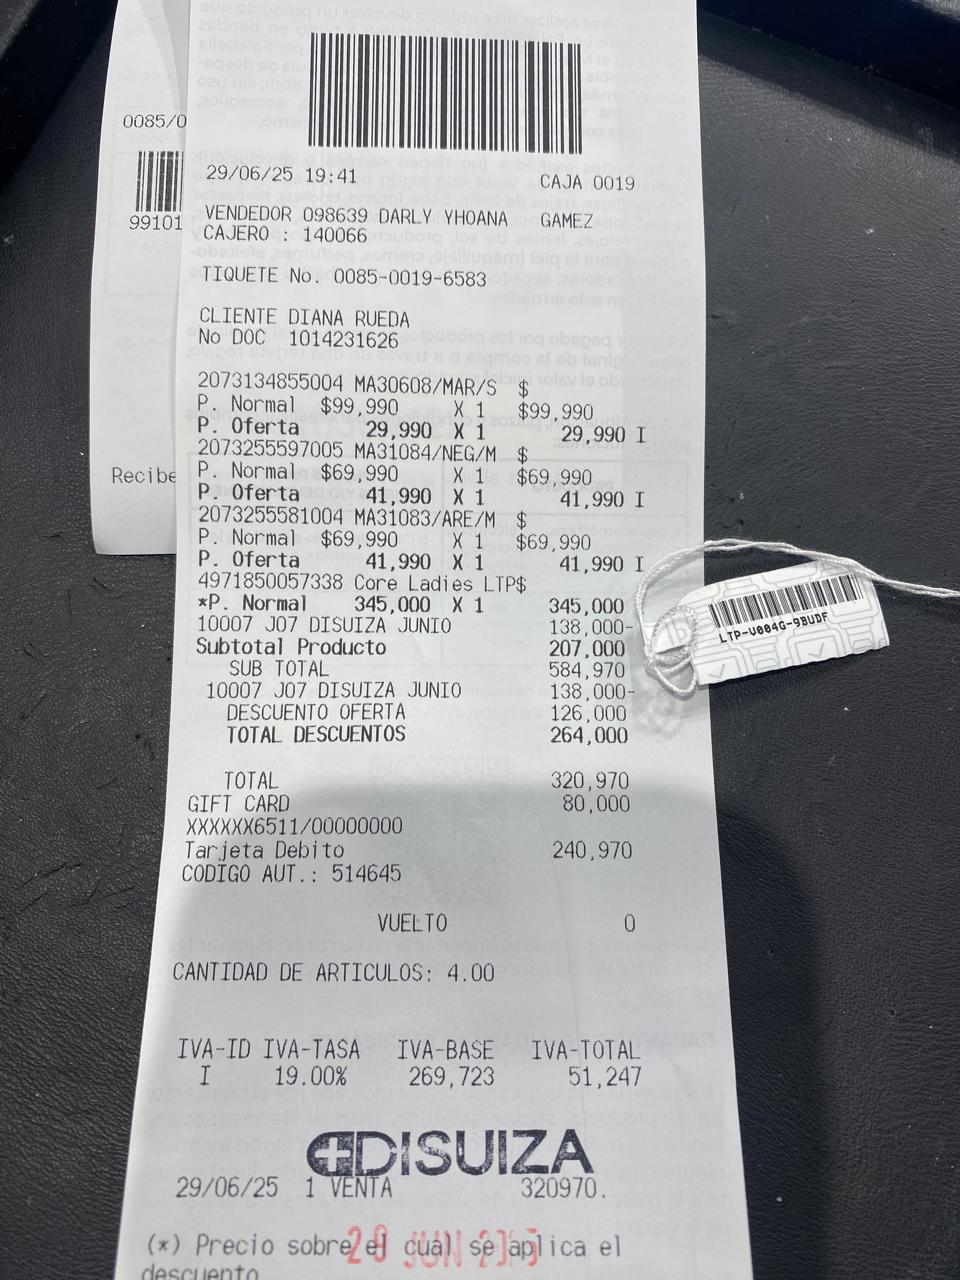 0085/0
99101
Recibe
29/06/25 19:41 CAJA 0019
VENDEDOR 098639 DARLY YHOANA GAMEZ
CAJERO : 140066
TIQUETE No. 0085-0019-6583
CLIENTE DIANA RUEDA
No DOC 1014231626
2073134855004 MA30608/MAR/S $
P. Normal $99,990 X 1 $99,990
P. Oferta 29,990 X 1 29,990 I
2073255597005 MA31084/NEG/M $
P. Normal $69,990 X 1 $69,990
P. Oferta 41,990 X 1 41,990 I
2073255581004 MA31083/ARE/M $
P. Normal $69,990 X 1 $69,990
P. Oferta 41,990 X 1 41,990 I
4971850057338 Core Ladies LTP$
*P. Normal 345,000 X 1 345,000
10007 J07 DISUIZA JUNIO 138,000-
Subtotal Producto 207,000
SUB TOTAL 584,970
10007 J07 DISUIZA JUNIO 138,000-
DESCUENTO OFERTA 126,000
TOTAL DESCUENTOS 264,000
TOTAL 320,970
GIFT CARD 80,000
XXXXXX6511/00000000
Tarjeta Debito 240,970
CODIGO AUT.: 514645
VUELTO 0
CANTIDAD DE ARTICULOS: 4.00
IVA-ID IVA-TASA IVA-BASE IVA-TOTAL
I 19.00% 269,723 51,247
DISUIZA
29/06/25 1 VENTA 320970.
(*) Precio sobre el cual se aplica el
descuento
29 JUN 2025
LTP-V004G-9BUDF